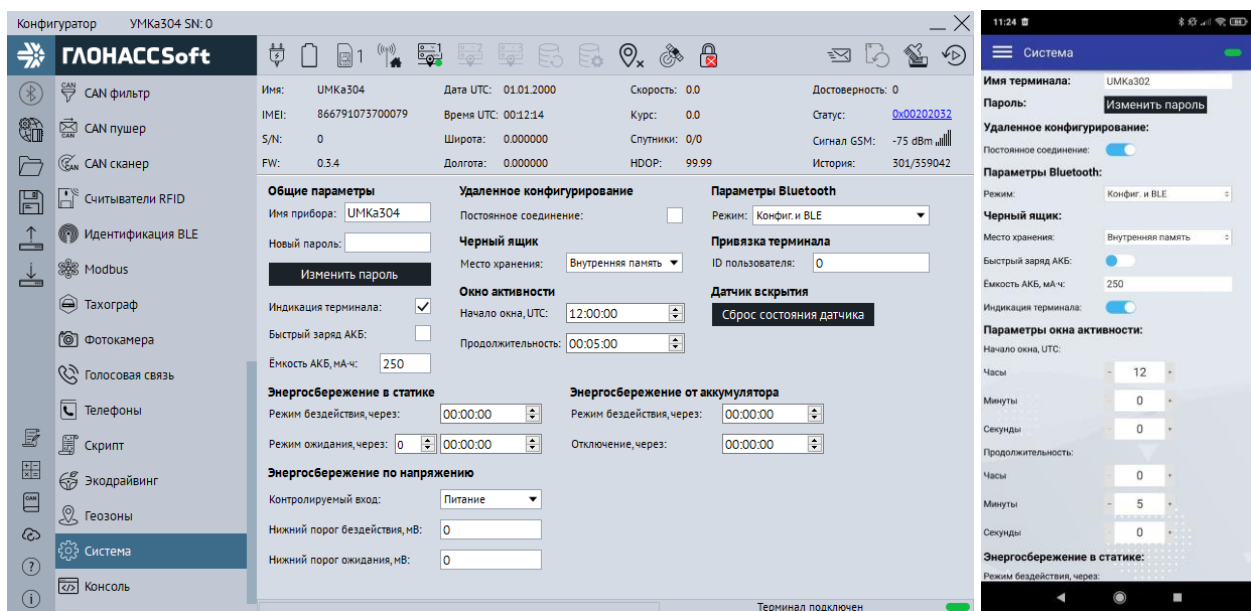 Конфигуратор УМКа304 SN: 0
ГЛОНАССSoft
1
CAN фильтр
CAN пушер
CAN сканер
Считыватели RFID
Идентификация BLE
Modbus
Тахограф
Фотокамера
Голосовая связь
Телефоны
Скрипт
Экодрайвинг
Геозоны
Система
Консоль
Имя: УМКа304 Дата UTC: 01.01.2000 Скорость: 0.0 Достоверность: 0
IMEI: 866791073700079 Время UTC: 00:12:14 Курс: 0.0 Статус: 0x00202032
S/N: 0 Широта: 0.000000 Спутники: 0/0 Сигнал GSM: -75 dBm
FW: 0.3.4 Долгота: 0.000000 HDOP: 99.99 История: 301/359042
Общие параметры
Имя прибора: UMKa304
Новый пароль:
Изменить пароль
Индикация терминала:
Быстрый заряд АКБ:
Ёмкость АКБ, мА·ч: 250
Удаленное конфигурирование
Постоянное соединение:
Черный ящик
Место хранения: Внутренняя память
Окно активности
Начало окна, UTC: 12:00:00
Продолжительность: 00:05:00
Параметры Bluetooth
Режим: Конфиг. и BLE
Привязка терминала
ID пользователя: 0
Датчик вскрытия
Сброс состояния датчика
Энергосбережение в статике
Режим бездействия, через: 00:00:00
Режим ожидания, через: 0 00:00:00
Энергосбережение от аккумулятора
Режим бездействия, через: 00:00:00
Отключение, через: 00:00:00
Энергосбережение по напряжению
Контролируемый вход: Питание
Нижний порог бездействия, мВ: 0
Нижний порог ожидания, мВ: 0
Терминал подключен
11:24
Система
Имя терминала: UMKa302
Пароль: Изменить пароль
Удаленное конфигурирование:
Постоянное соединение:
Параметры Bluetooth:
Режим: Конфиг. и BLE
Черный ящик:
Место хранения: Внутренняя память
Быстрый заряд АКБ:
Ёмкость АКБ, мА·ч: 250
Индикация терминала:
Параметры окна активности:
Начало окна, UTC:
Часы - 12 +
Минуты - 0 +
Секунды - 0 +
Продолжительность:
Часы - 0 +
Минуты - 5 +
Секунды - 0 +
Энергосбережение в статике:
Режим бездействия, через: